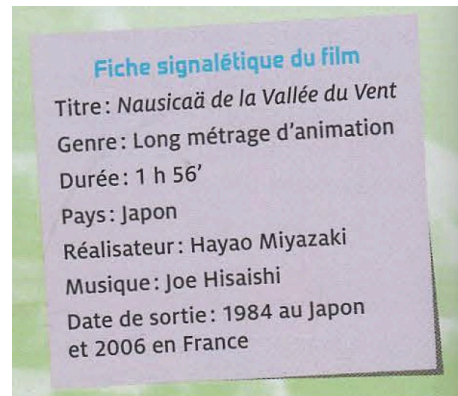 Fiche signalétique du film
Titre : Nausicaä de la Vallée du Vent
Genre : Long métrage d'animation
Durée : 1 h 56’
Pays : Japon
Réalisateur : Hayao Miyazaki
Musique : Joe Hisaishi
Date de sortie : 1984 au Japon
et 2006 en France